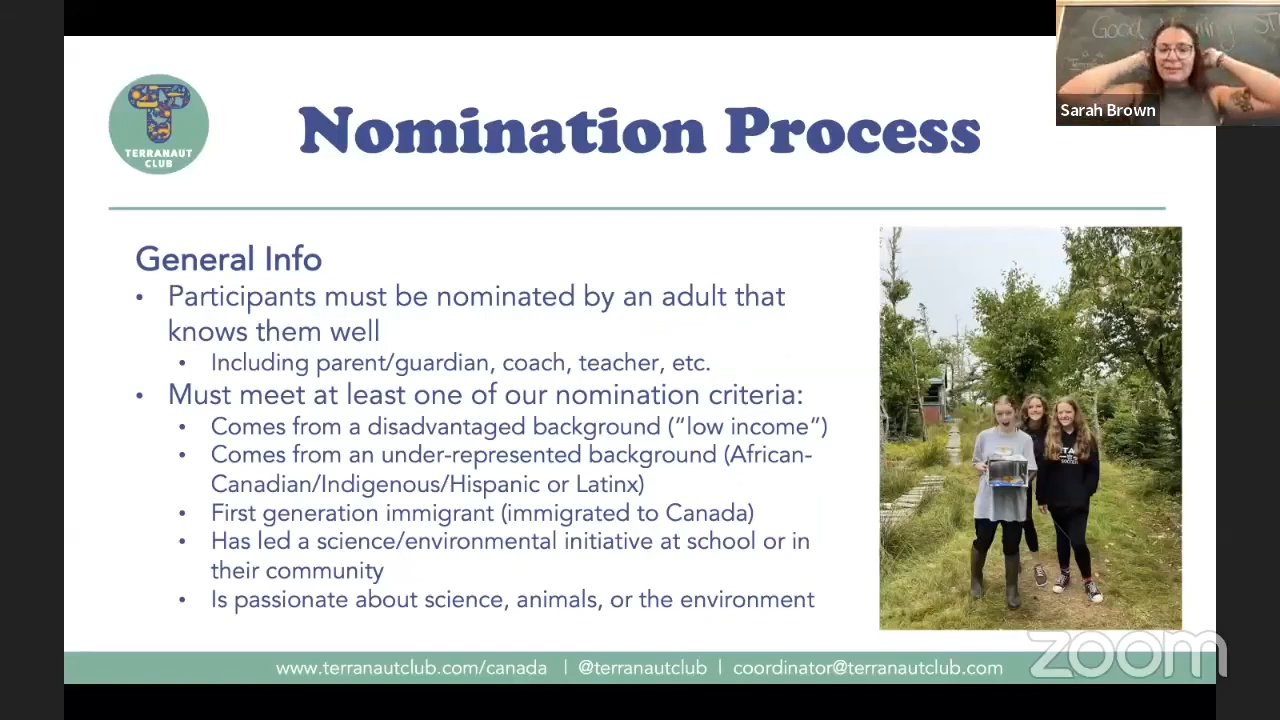 Good Morning
Sarah Brown
TERRANAUT
CLUB
Nomination Process
General Info
• Participants must be nominated by an adult that
knows them well
• Including parent/guardian, coach, teacher, etc.
• Must meet at least one of our nomination criteria:
• Comes from a disadvantaged background (“low income”)
• Comes from an under-represented background (African-
Canadian/Indigenous/Hispanic or Latinx)
• First generation immigrant (immigrated to Canada)
• Has led a science/environmental initiative at school or in
their community
• Is passionate about science, animals, or the environment
www.terranautclub.com/canada | @terranautclub | coordinator@terranautclub.com
zoom